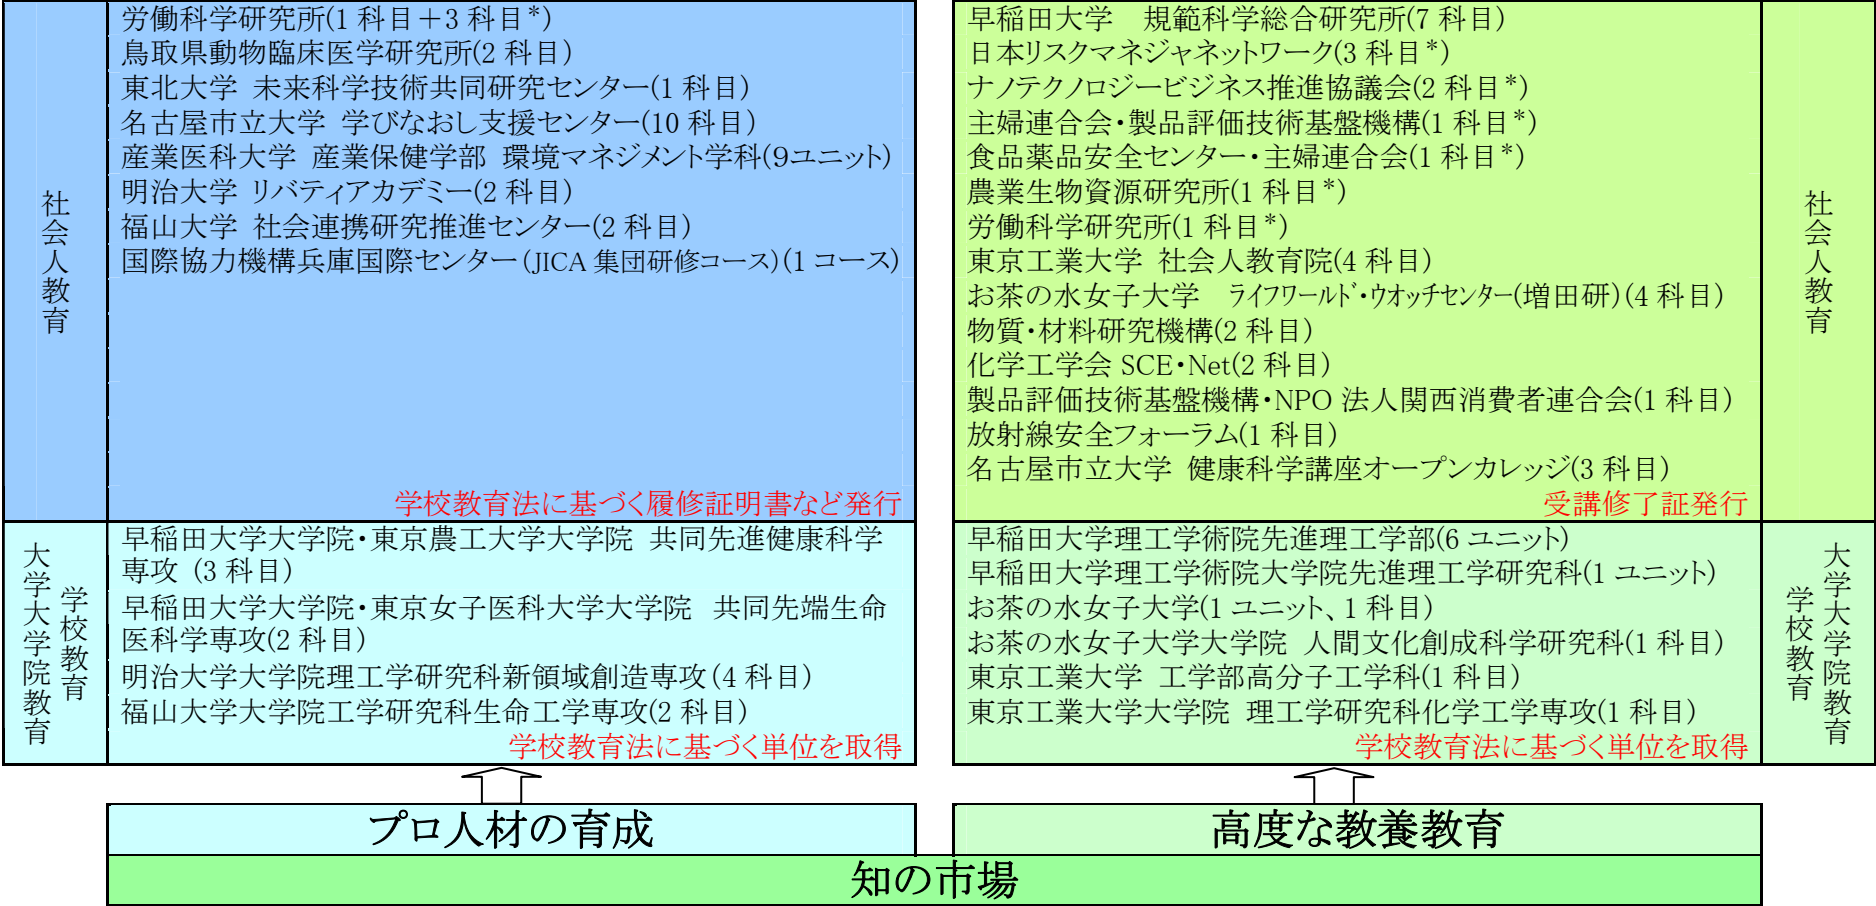 社会人教育
労働科学研究所(1 科目+3 科目*)
鳥取県動物臨床医学研究所(2 科目)
東北大学 未来科学技術共同研究センター(1 科目)
名古屋市立大学 学びなおし支援センター(10 科目)
産業医科大学 産業保健学部 環境マネジメント学科(9ユニット)
明治大学 リバティアカデミー(2 科目)
福山大学 社会連携研究推進センター(2 科目)
国際協力機構兵庫国際センター(JICA 集団研修コース)(1 コース)
学校教育法に基づく履修証明書など発行
学校教育
大学大学院教育
早稲田大学大学院・東京農工大学大学院 共同先進健康科学
専攻 (3 科目)
早稲田大学大学院・東京女子医科大学大学院 共同先端生命
医科学専攻(2 科目)
明治大学大学院理工学研究科新領域創造専攻(4 科目)
福山大学大学院工学研究科生命工学専攻(2 科目)
学校教育法に基づく単位を取得
早稲田大学 規範科学総合研究所(7 科目)
日本リスクマネジャネットワーク(3 科目*)
ナノテクノロジービジネス推進協議会(2 科目*)
主婦連合会・製品評価技術基盤機構(1 科目*)
食品薬品安全センター・主婦連合会(1 科目*)
農業生物資源研究所(1 科目*)
労働科学研究所(1 科目*)
東京工業大学 社会人教育院(4 科目)
お茶の水女子大学 ライフワールド・ウオッチセンター(増田研)(4 科目)
物質・材料研究機構(2 科目)
化学工学会 SCE・Net(2 科目)
製品評価技術基盤機構・NPO 法人関西消費者連合会(1 科目)
放射線安全フォーラム(1 科目)
名古屋市立大学 健康科学講座オープンカレッジ(3 科目)
受講修了証発行
社会人教育
早稲田大学理工学術院先進理工学部(6 ユニット)
早稲田大学理工学術院大学院先進理工学研究科(1 ユニット)
お茶の水女子大学(1 ユニット、1 科目)
お茶の水女子大学大学院 人間文化創成科学研究科(1 科目)
東京工業大学 工学部高分子工学科(1 科目)
東京工業大学大学院 理工学研究科化学工学専攻(1 科目)
学校教育法に基づく単位を取得
大学大学院教育
学校教育
プロ人材の育成
高度な教養教育
知の市場